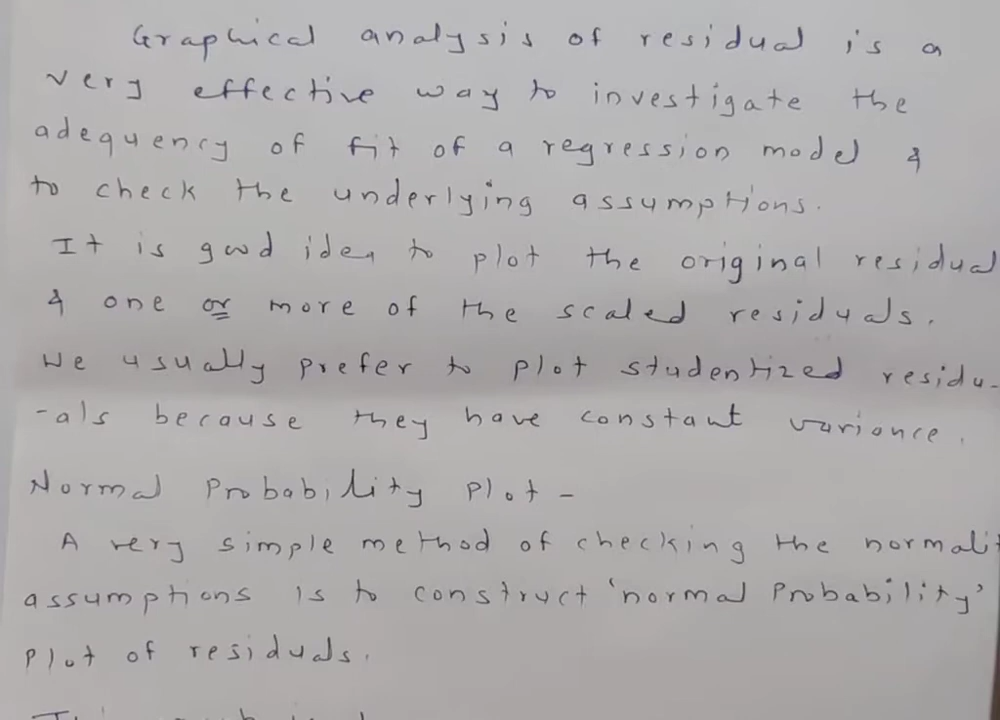 Graphical analysis of residual is a
very effective way to investigate the
adequency of fit of a regression model &
to check the underlying assumptions.
It is good idea to plot the original residual
& one or more of the scaled residuals.
We usually prefer to plot studentized residu-
-als because they have constant variance.
Normal Probability Plot -
A very simple method of checking the normalit
assumptions is to construct 'normal Probability'
Plot of residuals.